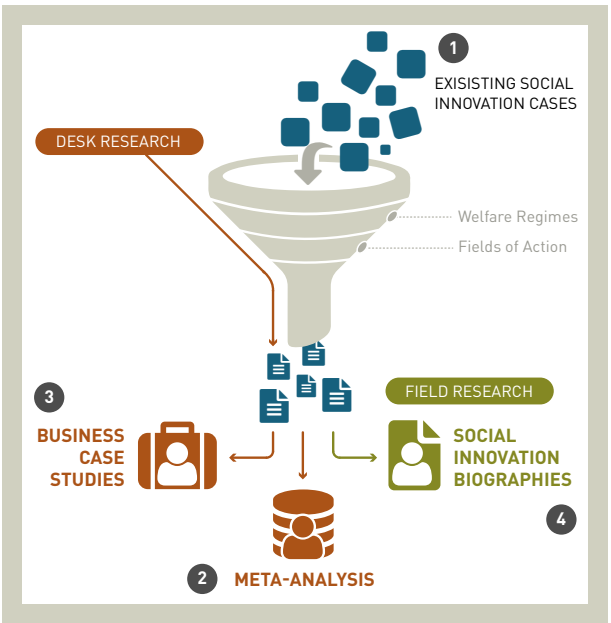 1
EXISISTING SOCIAL
INNOVATION CASES
DESK RESEARCH
Welfare Regimes
Fields of Action
3
FIELD RESEARCH
BUSINESS
CASE
STUDIES
SOCIAL
INNOVATION
BIOGRAPHIES
4
2
META-ANALYSIS